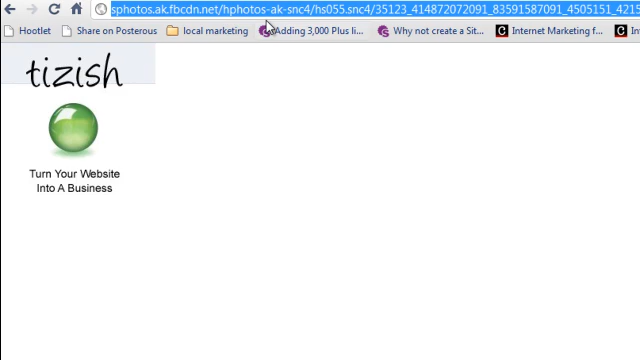 sphotos.ak.fbcdn.net/hphotos-ak-snc4/hs055.snc4/35123_414872072091_83591587091_4505151_4215
Hootlet Share on Posterous local marketing Adding 3,000 Plus li... Why not create a Sit... Internet Marketing f... In
tizish
Turn Your Website
Into A Business